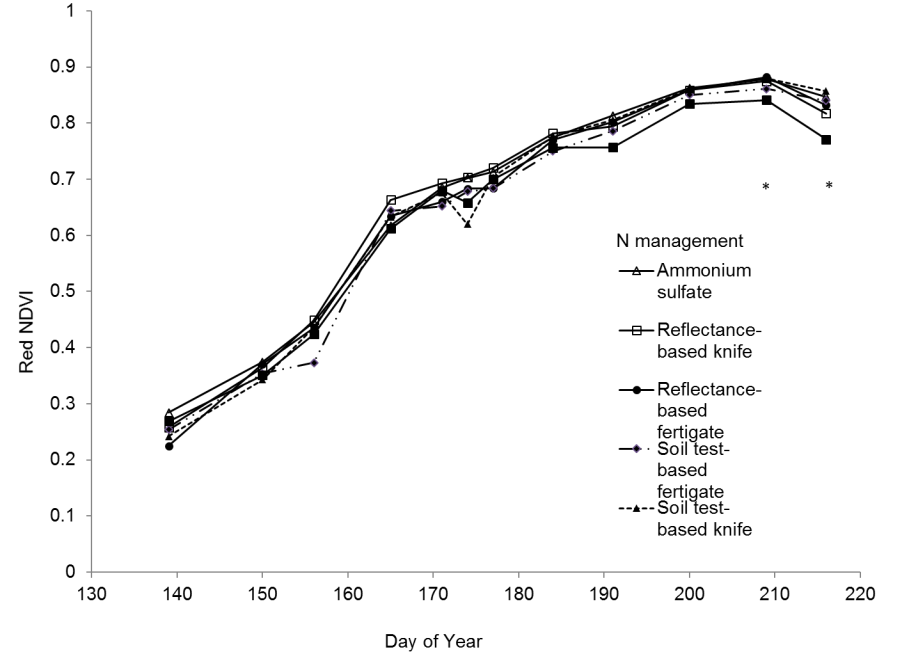 1
0.9
0.8
0.7
0.6
0.5
0.4
0.3
0.2
0.1
0
Red NDVI
*
*
N management
Ammonium
sulfate
Reflectance-
based knife
Reflectance-
based
fertigate
Soil test-
based
fertigate
Soil test-
based knife
130 140 150 160 170 180 190 200 210 220
Day of Year